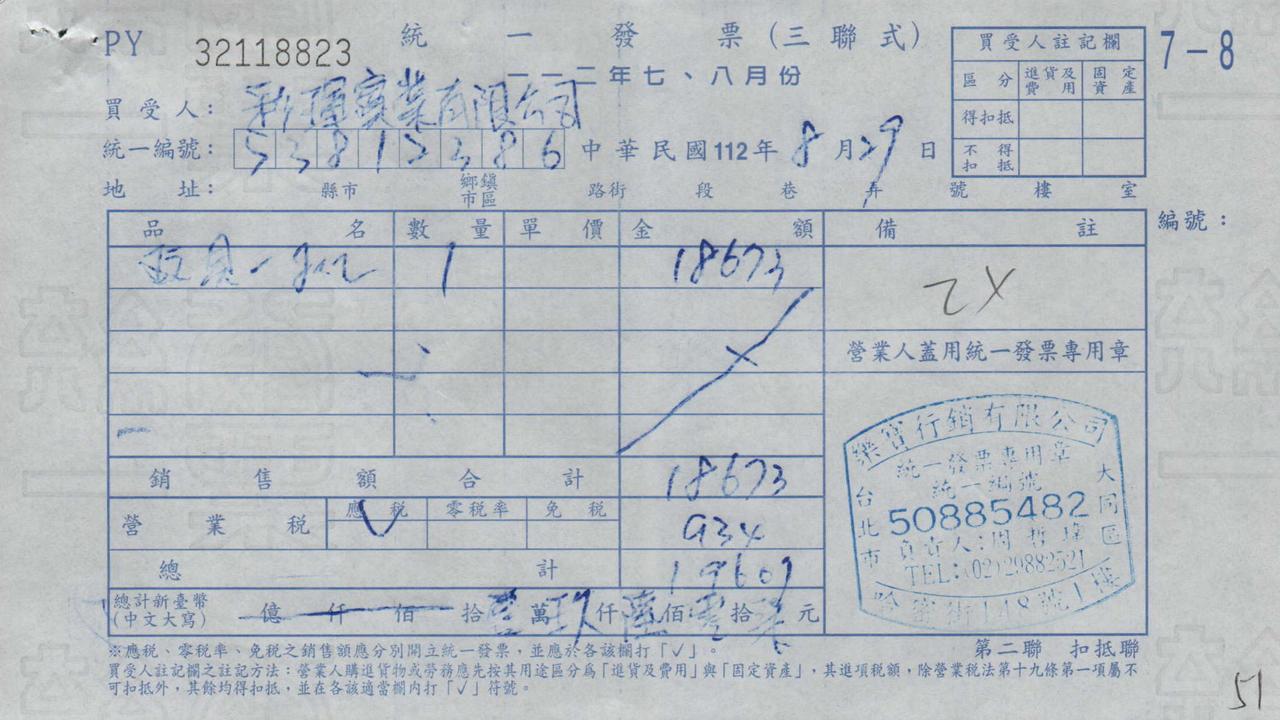 PY 32118823 統一發票(三聯式) 7-8
一一二年七、八月份
買受人: 實業有限公司
統一編號: 53812386 中華民國112年8月29日
地址: 縣市 鄉鎮市區 路街 段 巷 弄 號 樓 室
買受人註記欄
區分 進貨及費用 固定資產
得扣抵
不得扣抵
編號:
品名 數量 單價 金額 備註
文具一批 1 18673
營業人蓋用統一發票專用章
樂寶行銷有限公司
統一發票專用章
統一編號
50885482
台北市 大同區
負責人:周哲瑋
TEL:(02)29882521
哈密街148號1樓
銷售額合計 18673
營業稅 應稅 V 零稅率 免稅 934
總計 19607
總計新臺幣(中文大寫) 億 仟 佰 拾壹萬玖仟陸佰零拾柒元
※應稅、零稅率、免稅之銷售額應分別開立統一發票,並應於各該欄打「√」。
第二聯 扣抵聯
買受人註記欄之註記方法:營業人購進貨物或勞務應先按其用途區分為「進貨及費用」與「固定資產」,其進項稅額,除營業稅法第十九條第一項屬不
可扣抵外,其餘均得扣抵,並在各該適當欄內打「√」符號。
51